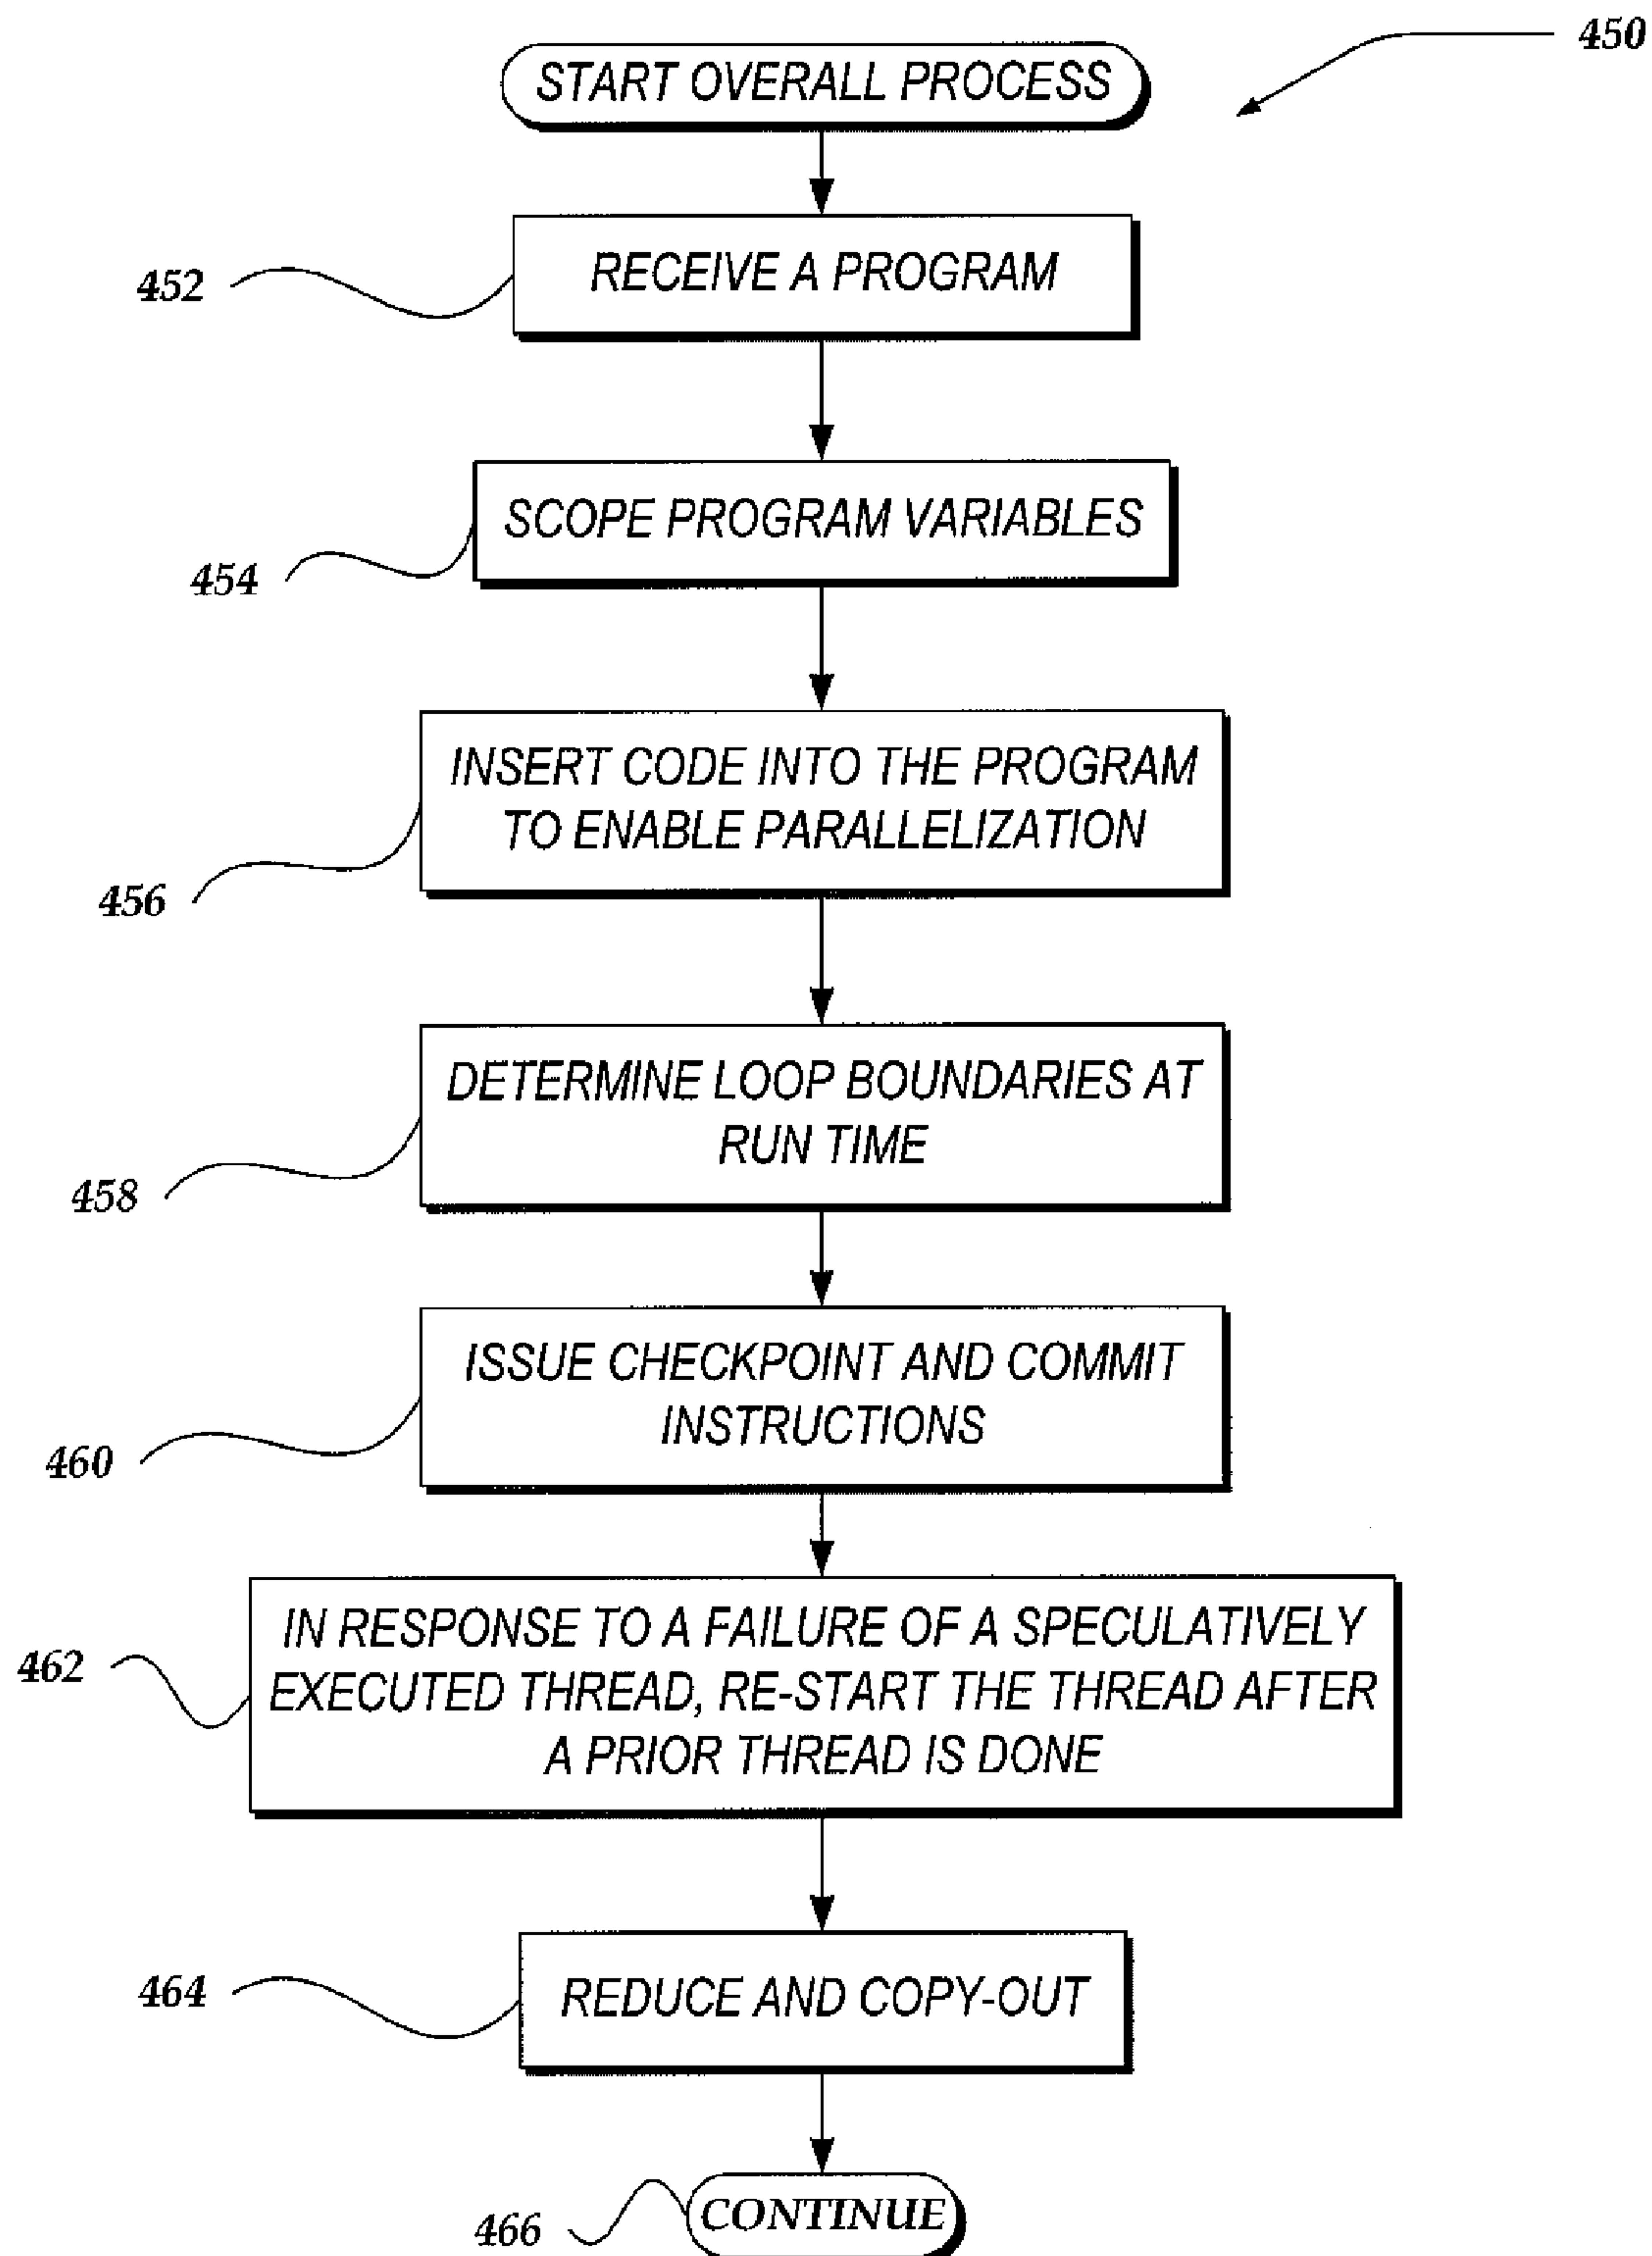 450
START OVERALL PROCESS
452
RECEIVE A PROGRAM
454
SCOPE PROGRAM VARIABLES
456
INSERT CODE INTO THE PROGRAM
TO ENABLE PARALLELIZATION
458
DETERMINE LOOP BOUNDARIES AT
RUN TIME
460
ISSUE CHECKPOINT AND COMMIT
INSTRUCTIONS
462
IN RESPONSE TO A FAILURE OF A SPECULATIVELY
EXECUTED THREAD, RE-START THE THREAD AFTER
A PRIOR THREAD IS DONE
464
REDUCE AND COPY-OUT
466
CONTINUE